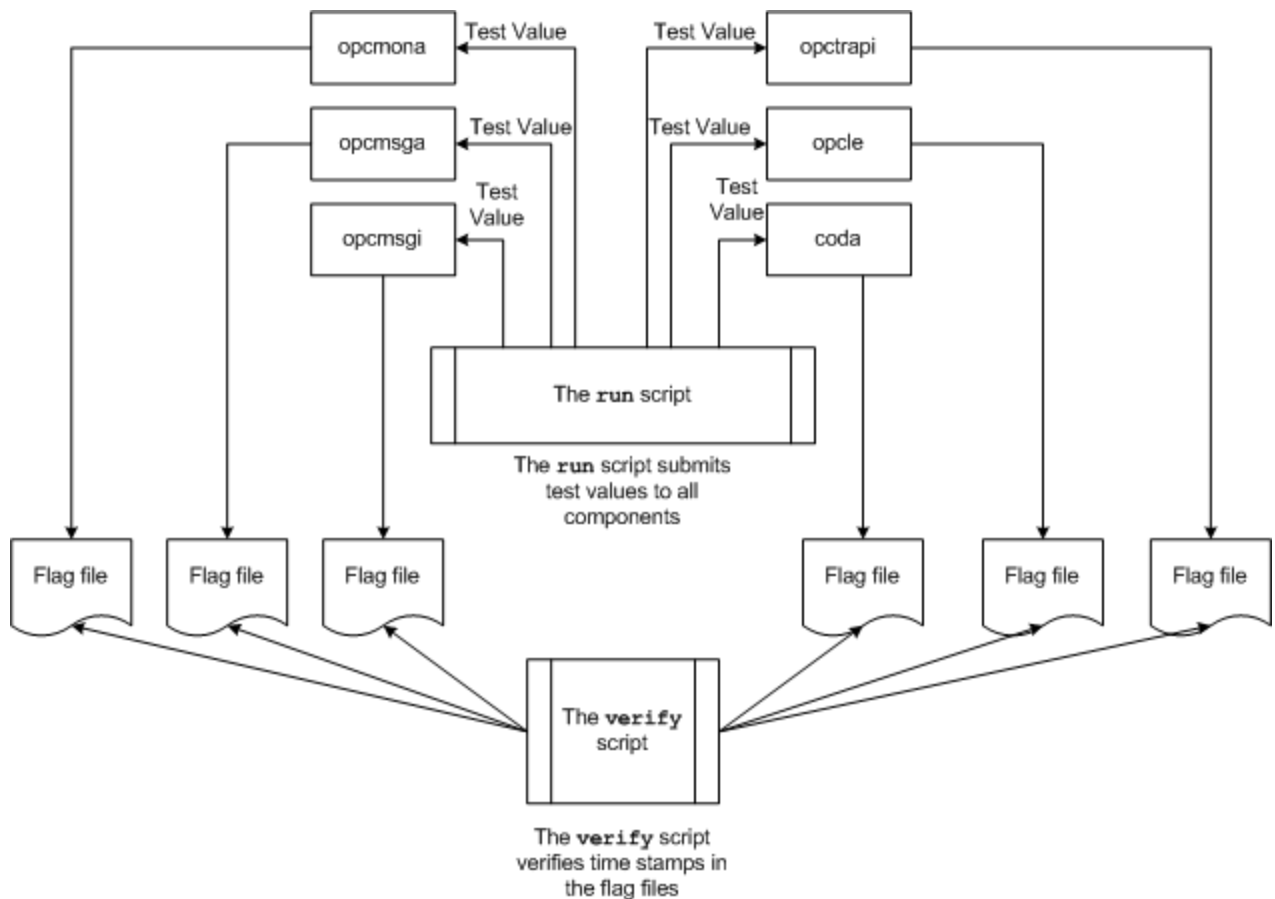 opcmona
Test Value
Test Value
opctrapi
opcmsga
Test Value
Test Value
opcle
opcmsgi
Test
Value
Test
Value
coda
The run script
The run script submits
test values to all
components
Flag file
Flag file
Flag file
Flag file
Flag file
Flag file
The verify
script
The verify script
verifies time stamps in
the flag files